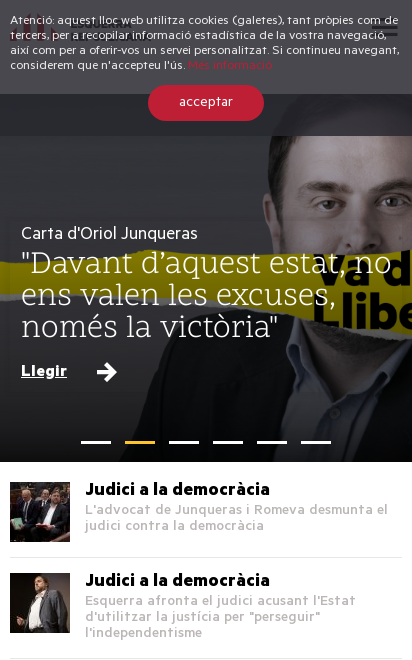 Atenció: aquest lloc web utilitza cookies (galetes), tant pròpies com de
tercers, per a recopilar informació estadística de la vostra navegació,
així com per a oferir-vos un servei personalitzat. Si continueu navegant,
considerem que n'accepteu l'ús. Més informació.
acceptar
Carta d'Oriol Junqueras
"Davant d’aquest estat, no
ens valen les excuses,
només la victòria"
Llegir
Judici a la democràcia
L'advocat de Junqueras i Romeva desmunta el
judici contra la democràcia
Judici a la democràcia
Esquerra afronta el judici acusant l'Estat
d'utilitzar la justícia per "perseguir"
l'independentisme